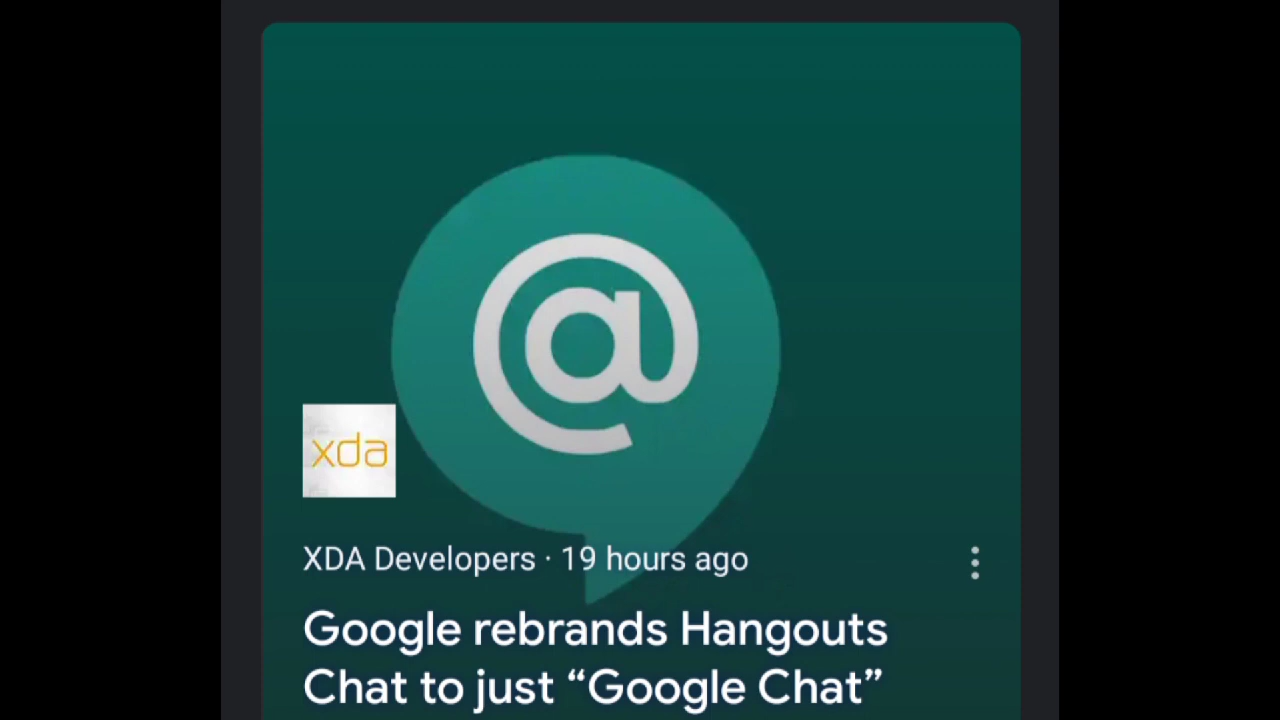 @
xda
XDA Developers · 19 hours ago
Google rebrands Hangouts
Chat to just “Google Chat”